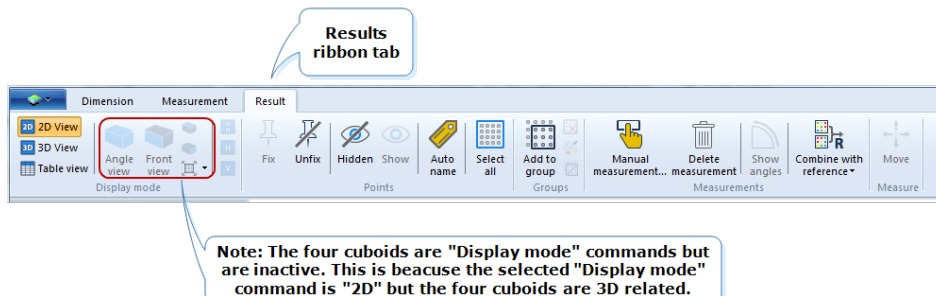 Results
ribbon tab
Dimension Measurement Result
2D 2D View
3D 3D View
Table view
Angle
view
Front
view
Fix
Unfix
Hidden
Show
Auto
name
Select
all
Add to
group
Manual
measurement...
Delete
measurement
Show
angles
R
Combine with
reference
Move
Display mode Points Groups Measurements Measure
Note: The four cuboids are "Display mode" commands but
are inactive. This is beacuse the selected "Display mode"
command is "2D" but the four cuboids are 3D related.